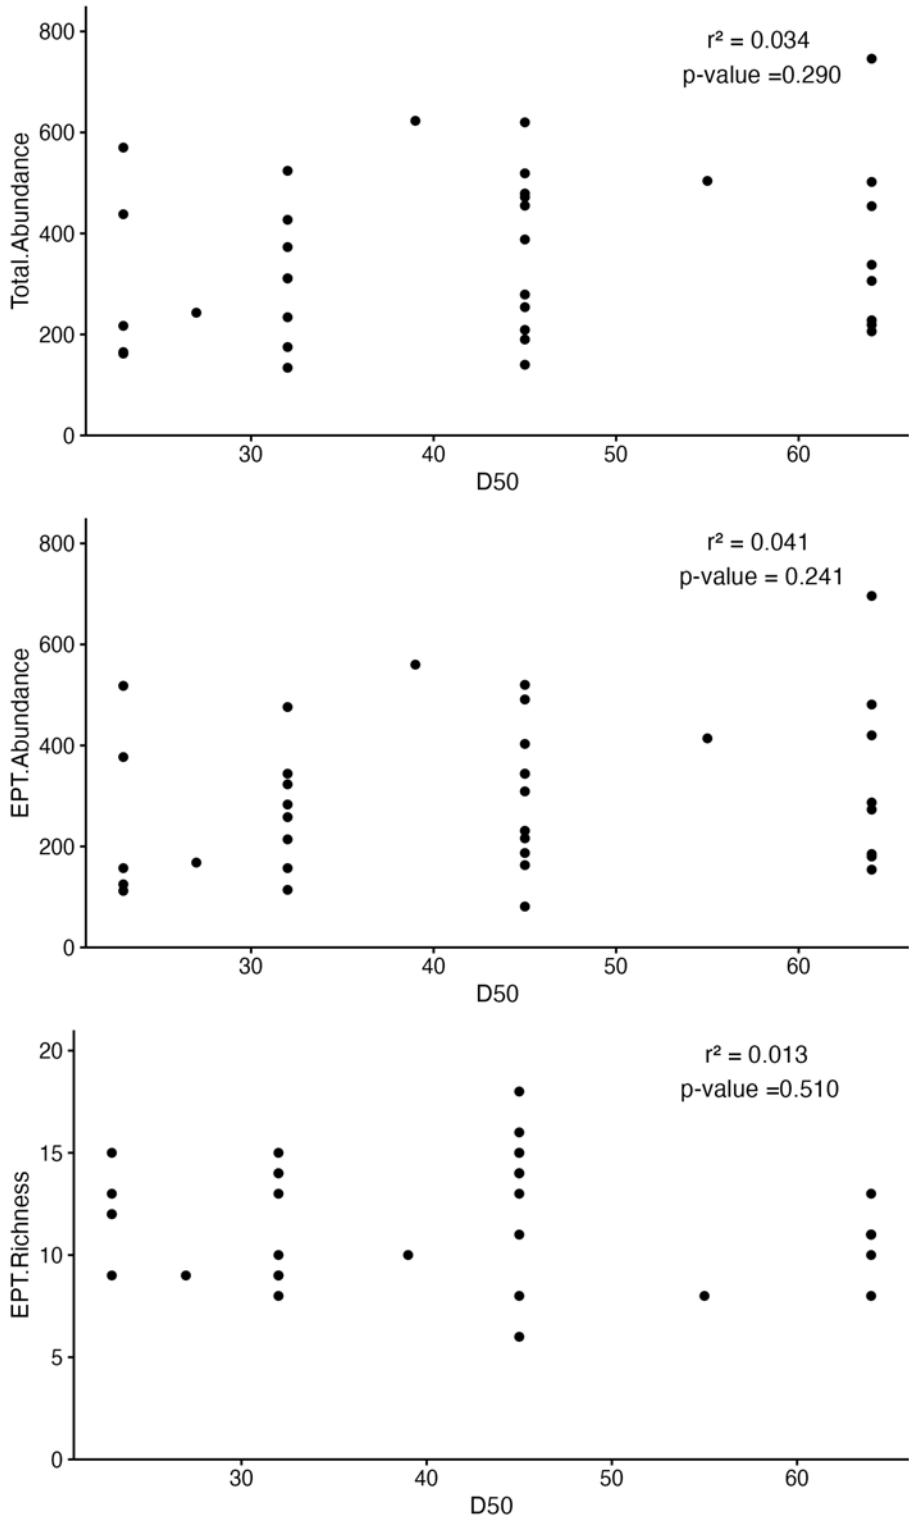 r² = 0.034
p-value =0.290
800
600
400
200
0
Total.Abundance
30 40 50 60
D50
r² = 0.041
p-value = 0.241
800
600
400
200
0
EPT.Abundance
30 40 50 60
D50
r² = 0.013
p-value =0.510
20
15
10
5
0
EPT.Richness
30 40 50 60
D50